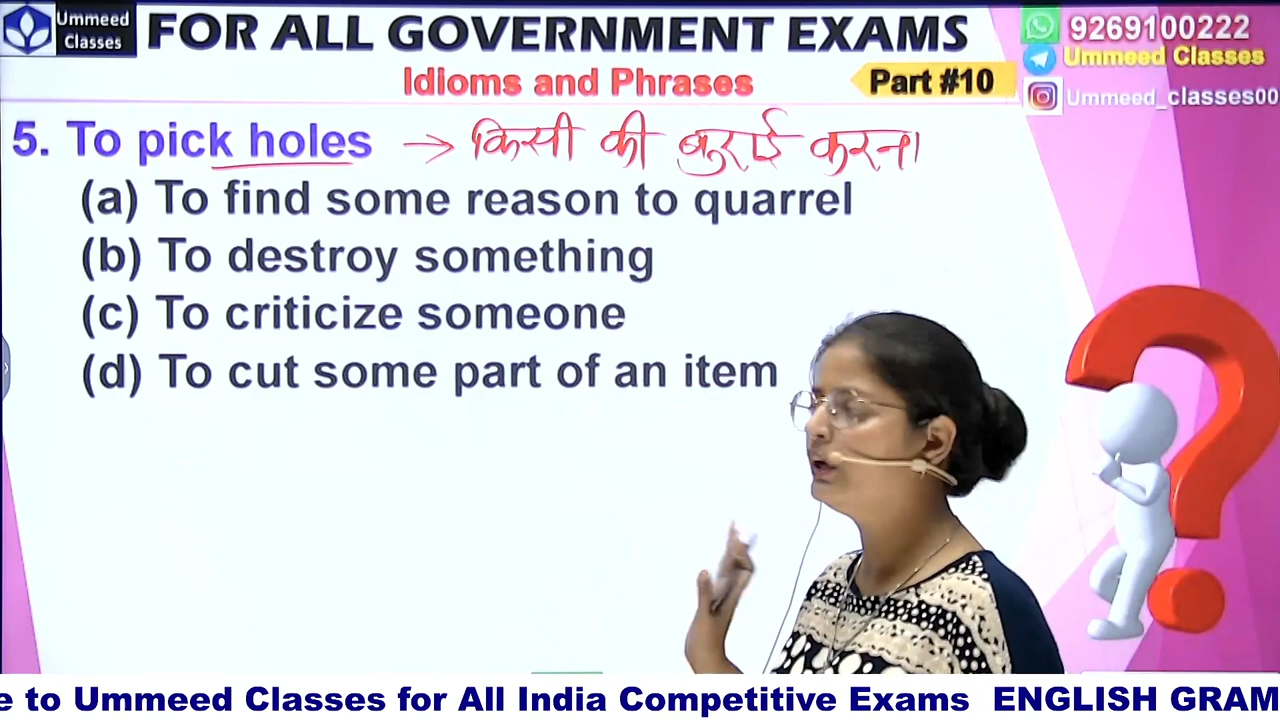 Ummeed
Classes
FOR ALL GOVERNMENT EXAMS
9269100222
Idioms and Phrases
Part #10
Ummeed Classes
Ummeed_classes00
5. To pick holes → किसी की बुराई करना
(a) To find some reason to quarrel
(b) To destroy something
(c) To criticize someone
(d) To cut some part of an item
e to Ummeed Classes for All India Competitive Exams ENGLISH GRAM